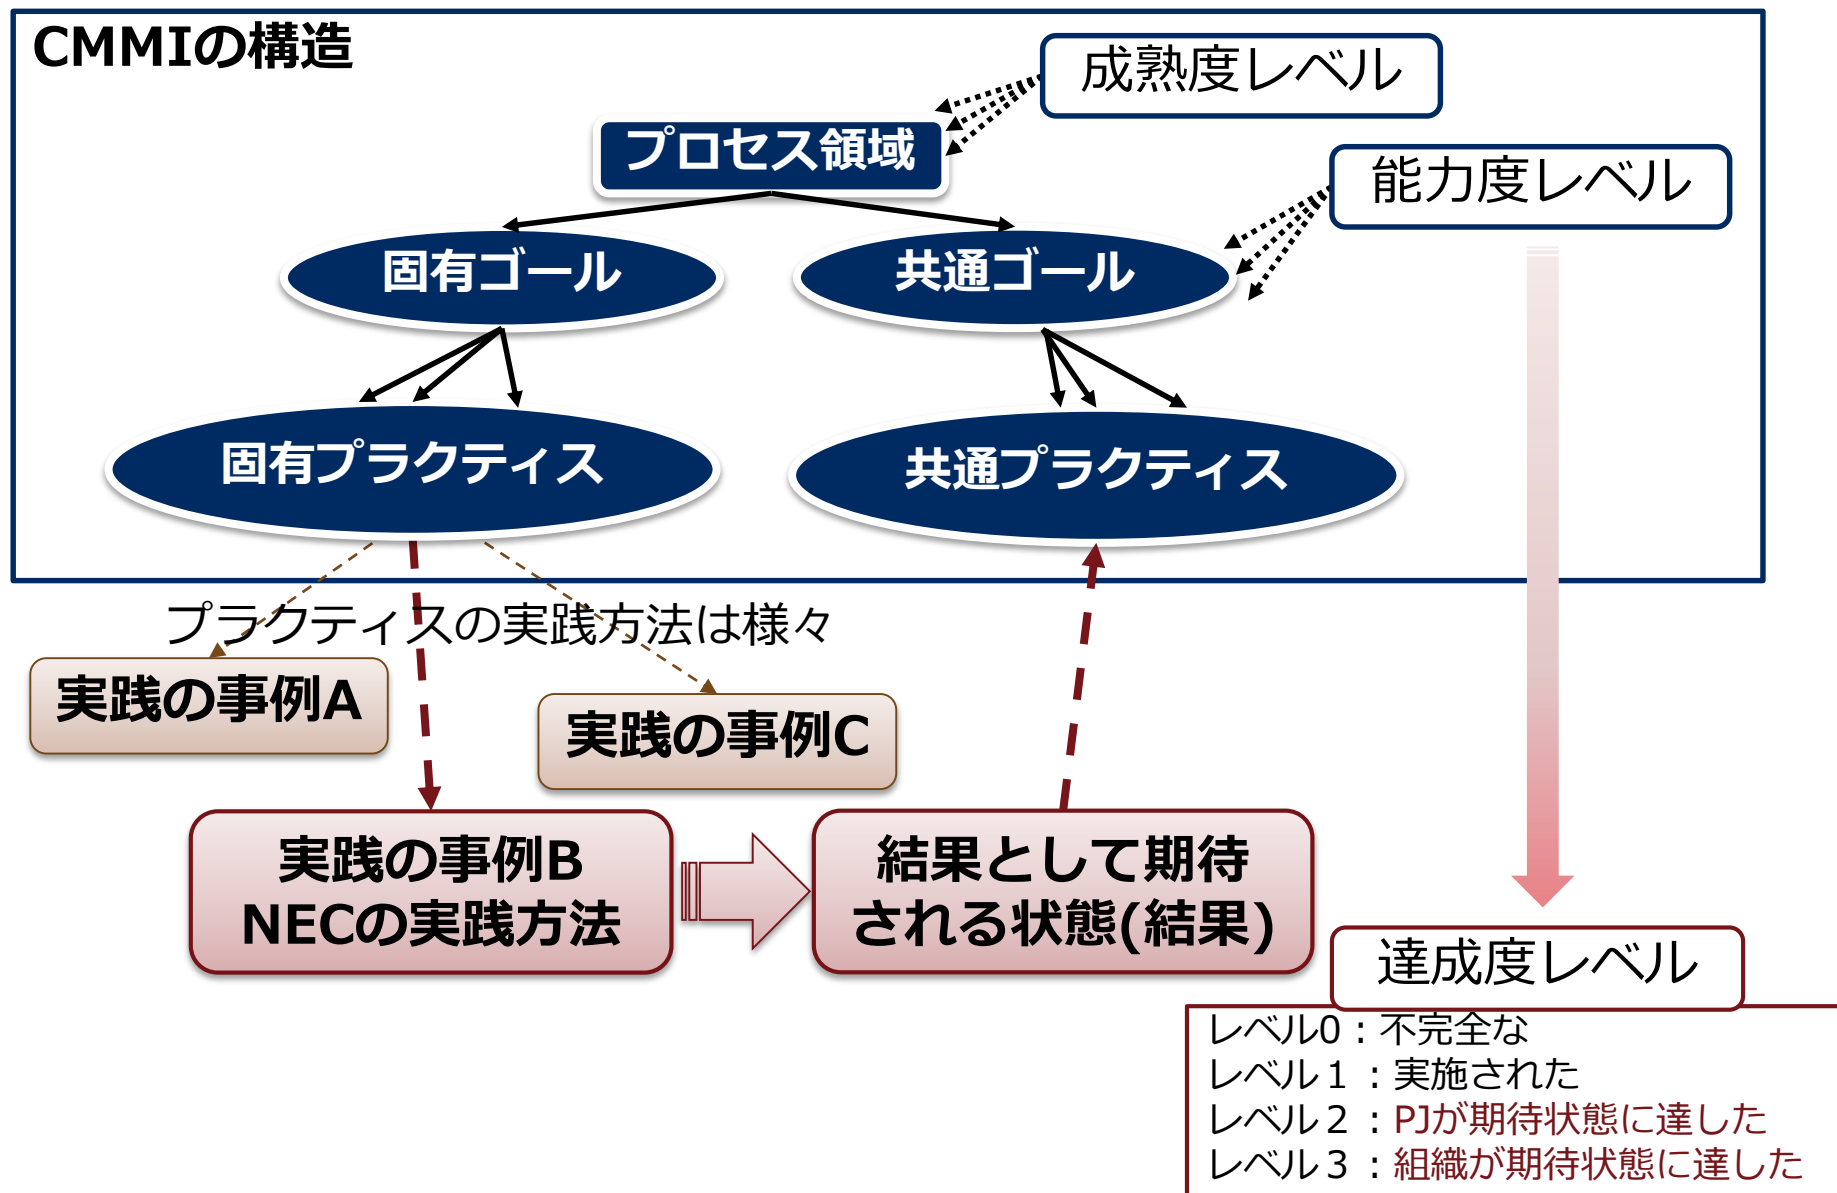 CMMIの構造
成熟度レベル
プロセス領域
能力度レベル
固有ゴール
共通ゴール
固有プラクティス
共通プラクティス
プラクティスの実践方法は様々
実践の事例A
実践の事例C
実践の事例B
NECの実践方法
結果として期待
される状態(結果)
達成度レベル
レベル0：不完全な
レベル１：実施された
レベル２：PJが期待状態に達した
レベル３：組織が期待状態に達した